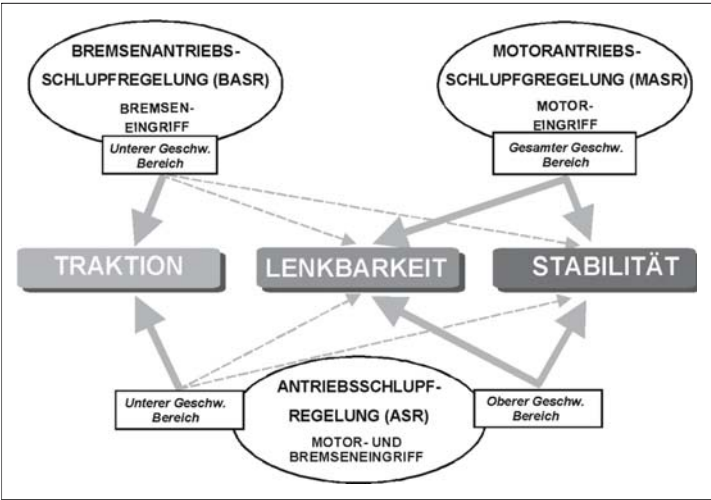 BREMSENANTRIEBS-
SCHLUPFREGELUNG (BASR)
BREMSEN-
EINGRIFF
Unterer Geschw.
Bereich
MOTORANTRIEBS-
SCHLUPFGREGELUNG (MASR)
MOTOR-
EINGRIFF
Gesamter Geschw.
Bereich
TRAKTION
LENKBARKEIT
STABILITÄT
Unterer Geschw.
Bereich
ANTRIEBSSCHLUPF-
REGELUNG (ASR)
MOTOR- UND
BREMSENEINGRIFF
Oberer Geschw.
Bereich